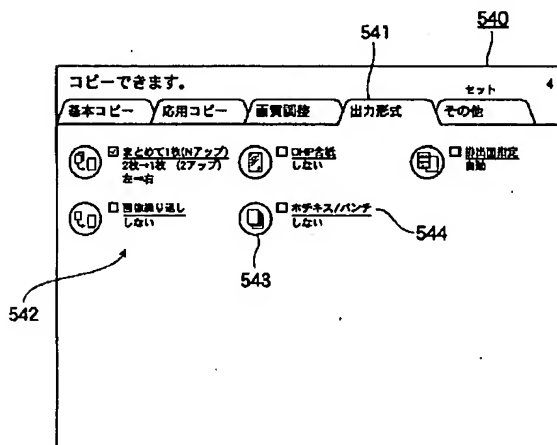 540
541
コピーできます。
4
セット
基本コピー 応用コピー 画質調整 出力形式 その他
まとめて1枚(Nアップ)
2枚→1枚 (2アップ)
左→右
OHP合紙
しない
排出面指定
自動
画像繰り返し
しない
ホチキス/パンチ
しない
544
543
542